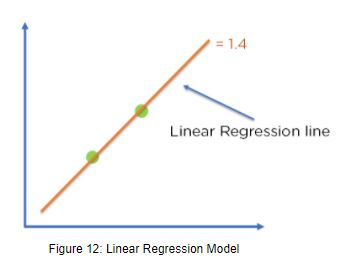 = 1.4
Linear Regression line
Figure 12: Linear Regression Model